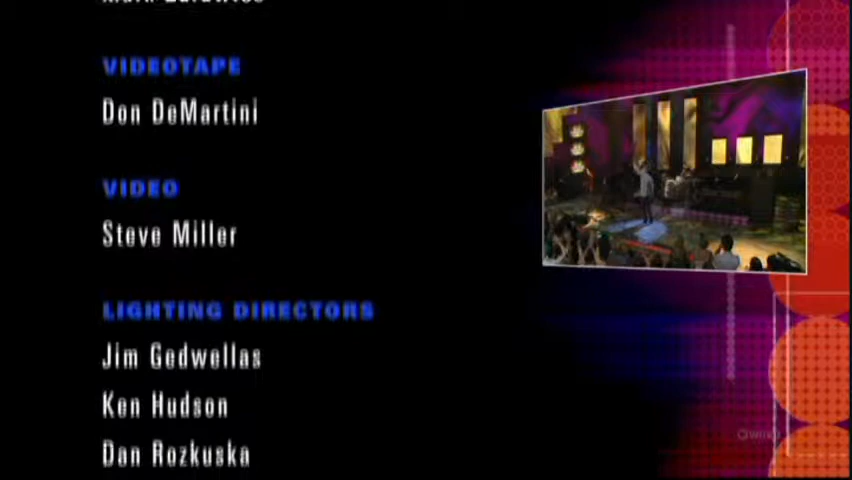 VIDEOTAPE
Don DeMartini
VIDEO
Steve Miller
LIGHTING DIRECTORS
Jim Gedwellas
Ken Hudson
Dan Rozkuska